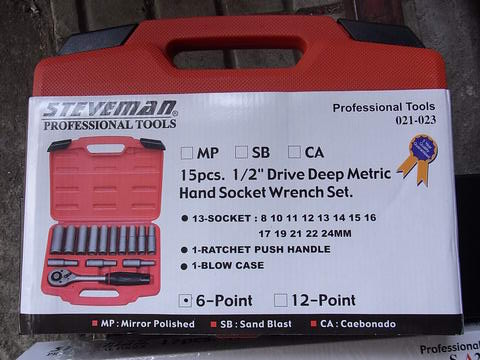 STEVEMAN®
PROFESSIONAL TOOLS
Professional Tools
021-023
MP SB CA
15pcs. 1/2" Drive Deep Metric
Hand Socket Wrench Set.
13-SOCKET : 8 10 11 12 13 14 15 16
17 19 21 22 24MM
1-RATCHET PUSH HANDLE
1-BLOW CASE
6-Point 12-Point
MP : Mirror Polished SB : Sand Blast CA : Caebonado
Professional